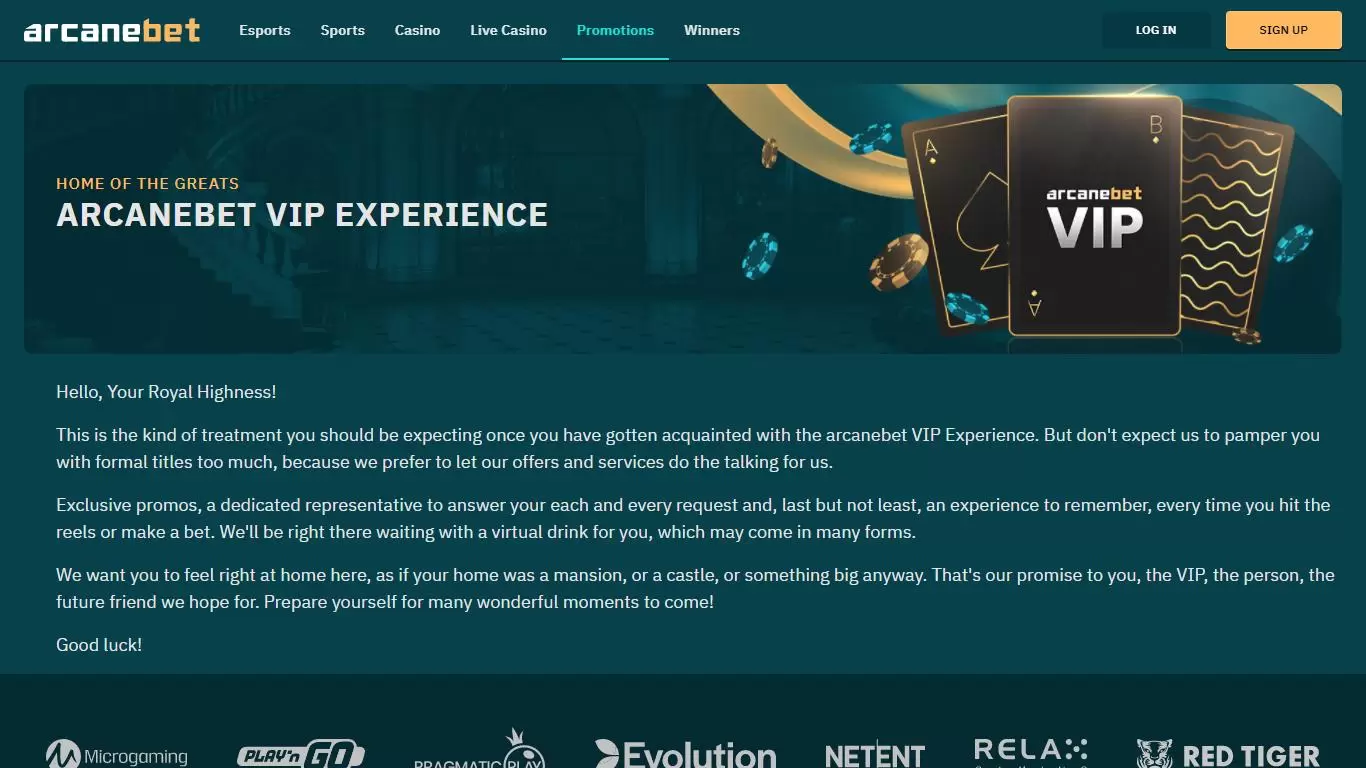 arcanebet Esports Sports Casino Live Casino Promotions Winners LOG IN SIGN UP
HOME OF THE GREATS
ARCANEBET VIP EXPERIENCE
A
B
arcanebet
VIP
A
Hello, Your Royal Highness!
This is the kind of treatment you should be expecting once you have gotten acquainted with the arcanebet VIP Experience. But don't expect us to pamper you
with formal titles too much, because we prefer to let our offers and services do the talking for us.
Exclusive promos, a dedicated representative to answer your each and every request and, last but not least, an experience to remember, every time you hit the
reels or make a bet. We'll be right there waiting with a virtual drink for you, which may come in many forms.
We want you to feel right at home here, as if your home was a mansion, or a castle, or something big anyway. That's our promise to you, the VIP, the person, the
future friend we hope for. Prepare yourself for many wonderful moments to come!
Good luck!
Microgaming PLAY'n GO PRAGMATIC PLAY Evolution NETENT RELAX RED TIGER